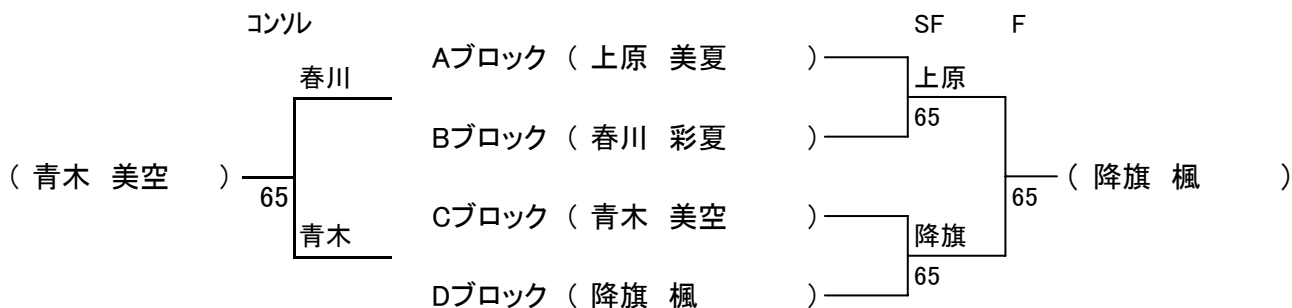 コンソル SF F
Aブロック ( 上原 美夏 )
春川 上原
65
Bブロック ( 春川 彩夏 )
( 青木 美空 ) 65 65 ( 降旗 楓 )
Cブロック ( 青木 美空 )
青木 降旗
65
Dブロック ( 降旗 楓 )